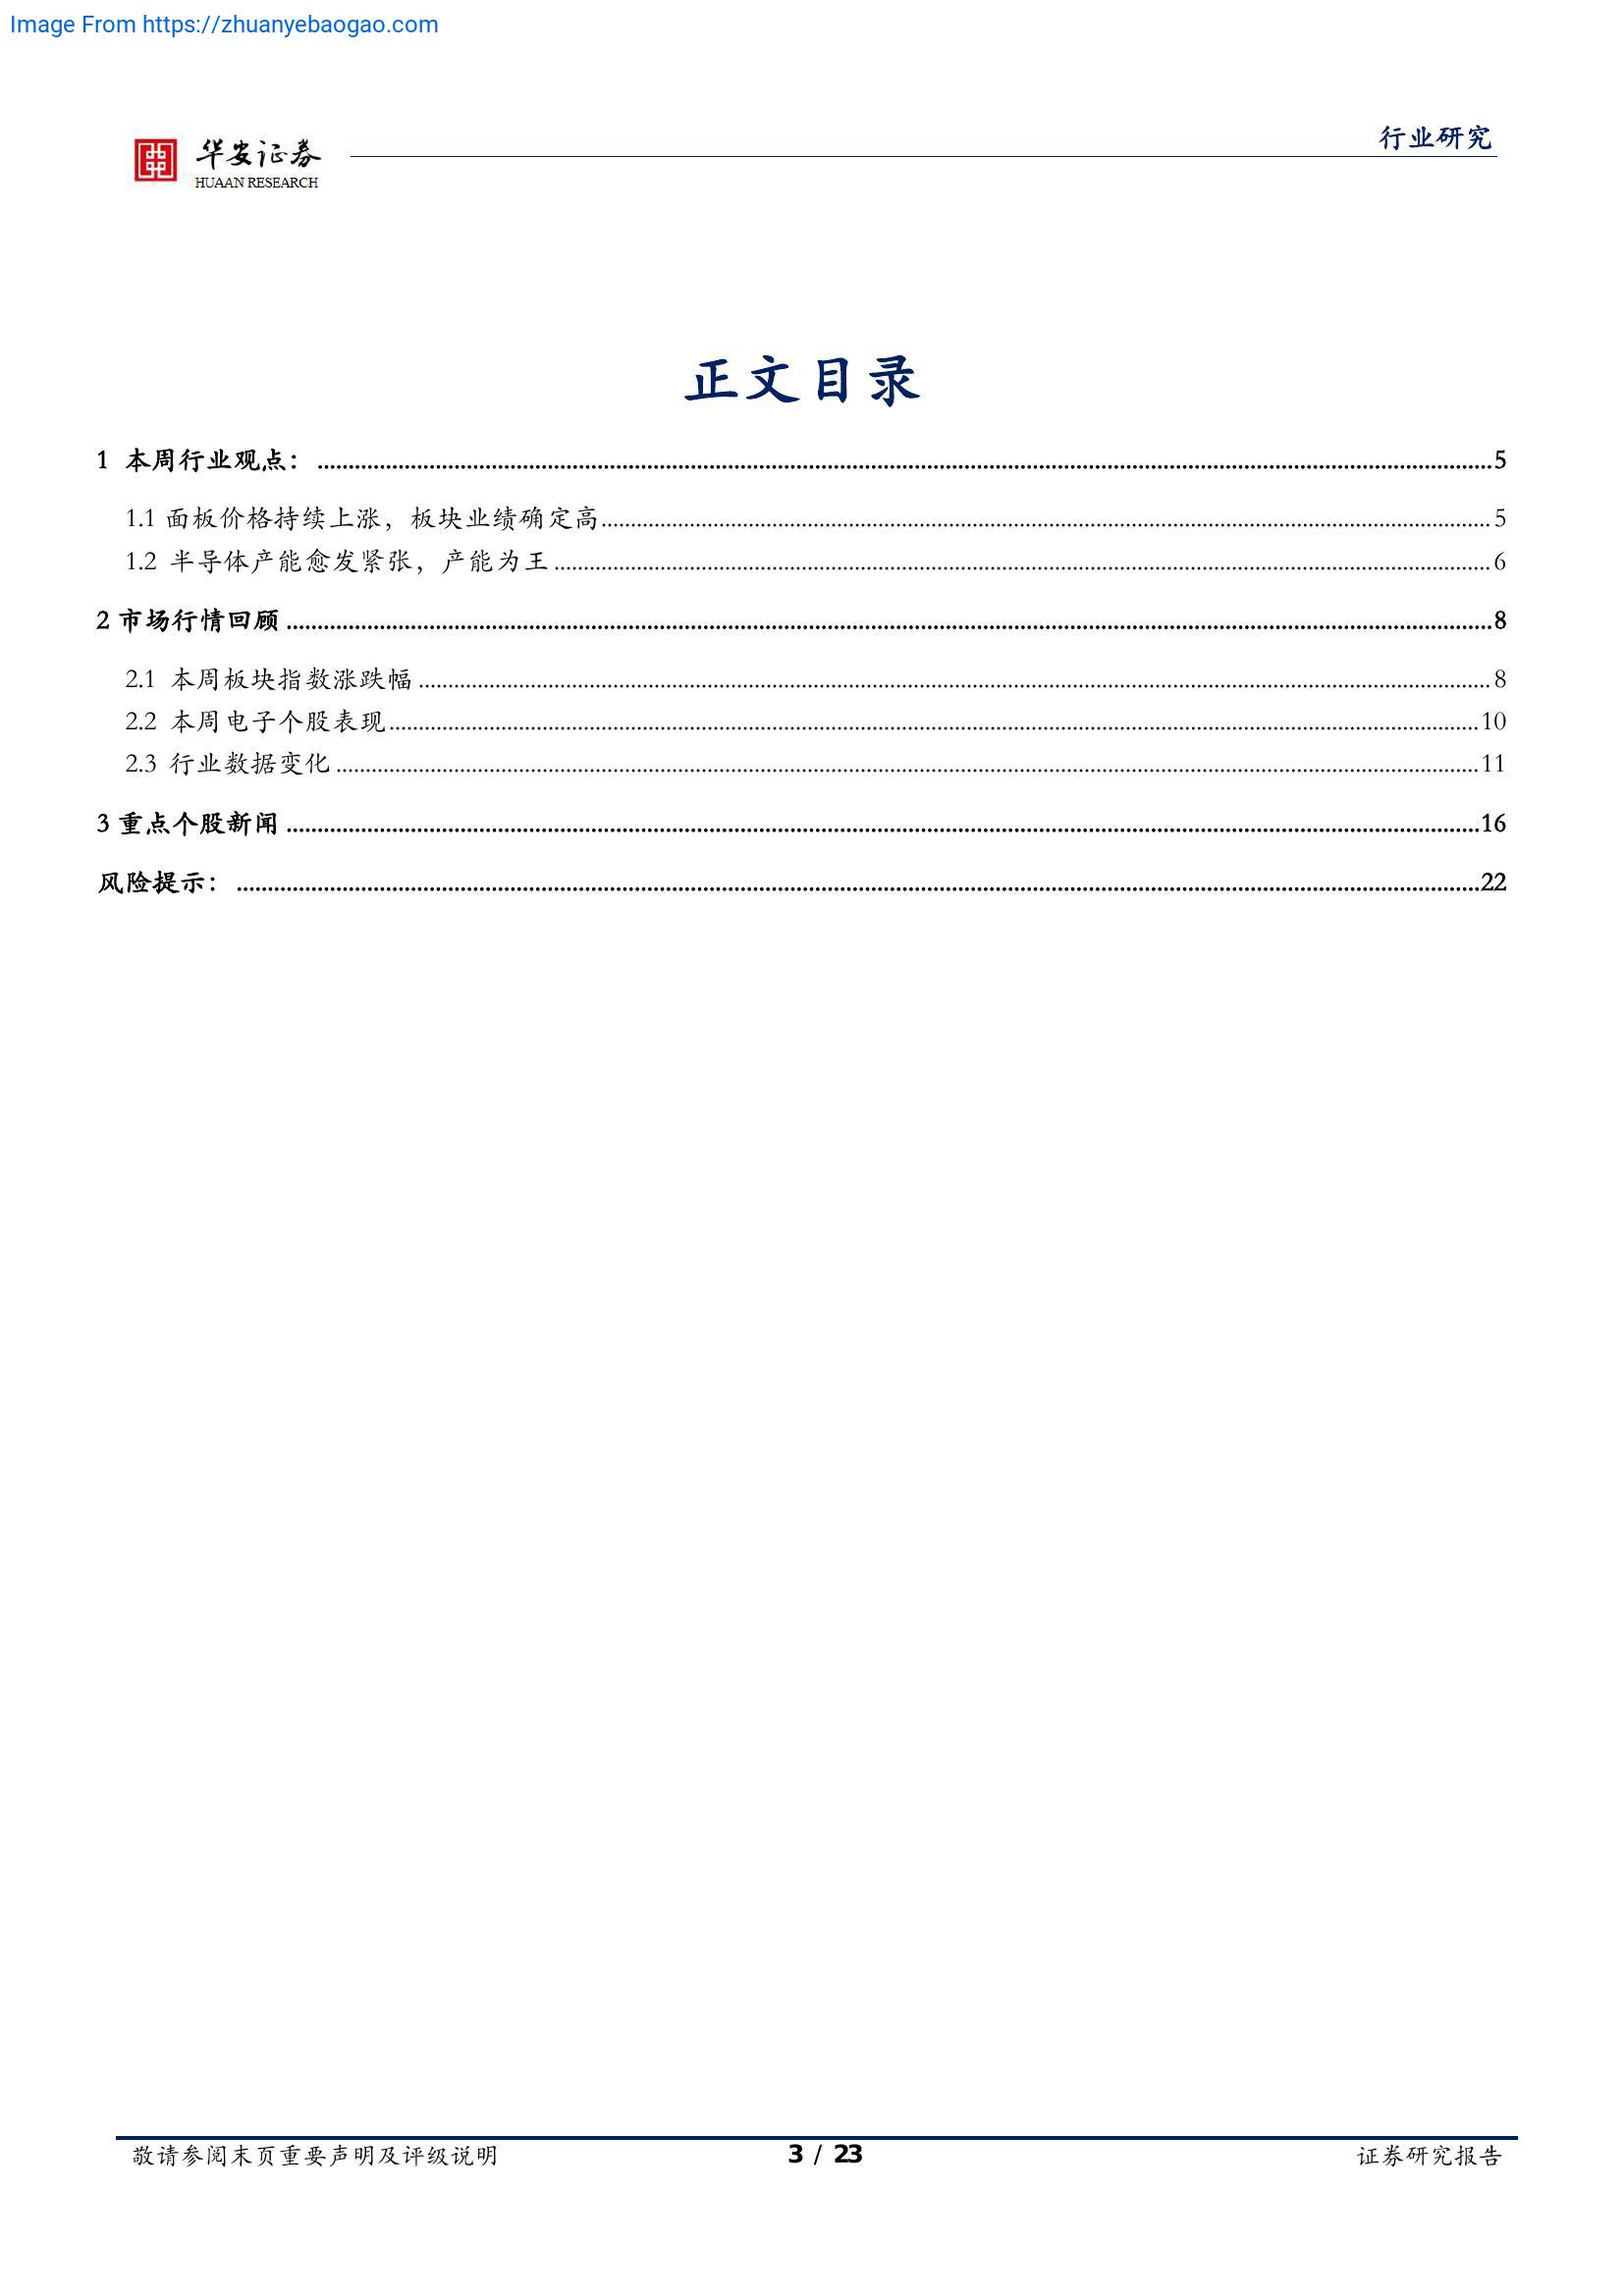 Image From https://zhuanyebaogao.com
行业研究
华安证券
HUAAN RESEARCH
正文目录
1 本周行业观点：........................................5
1.1 面板价格持续上涨，板块业绩确定高........................................5
1.2 半导体产能愈发紧张，产能为王........................................6
2 市场行情回顾........................................8
2.1 本周板块指数涨跌幅........................................8
2.2 本周电子个股表现........................................10
2.3 行业数据变化........................................11
3 重点个股新闻........................................16
风险提示：........................................22
敬请参阅末页重要声明及评级说明 3 / 23 证券研究报告